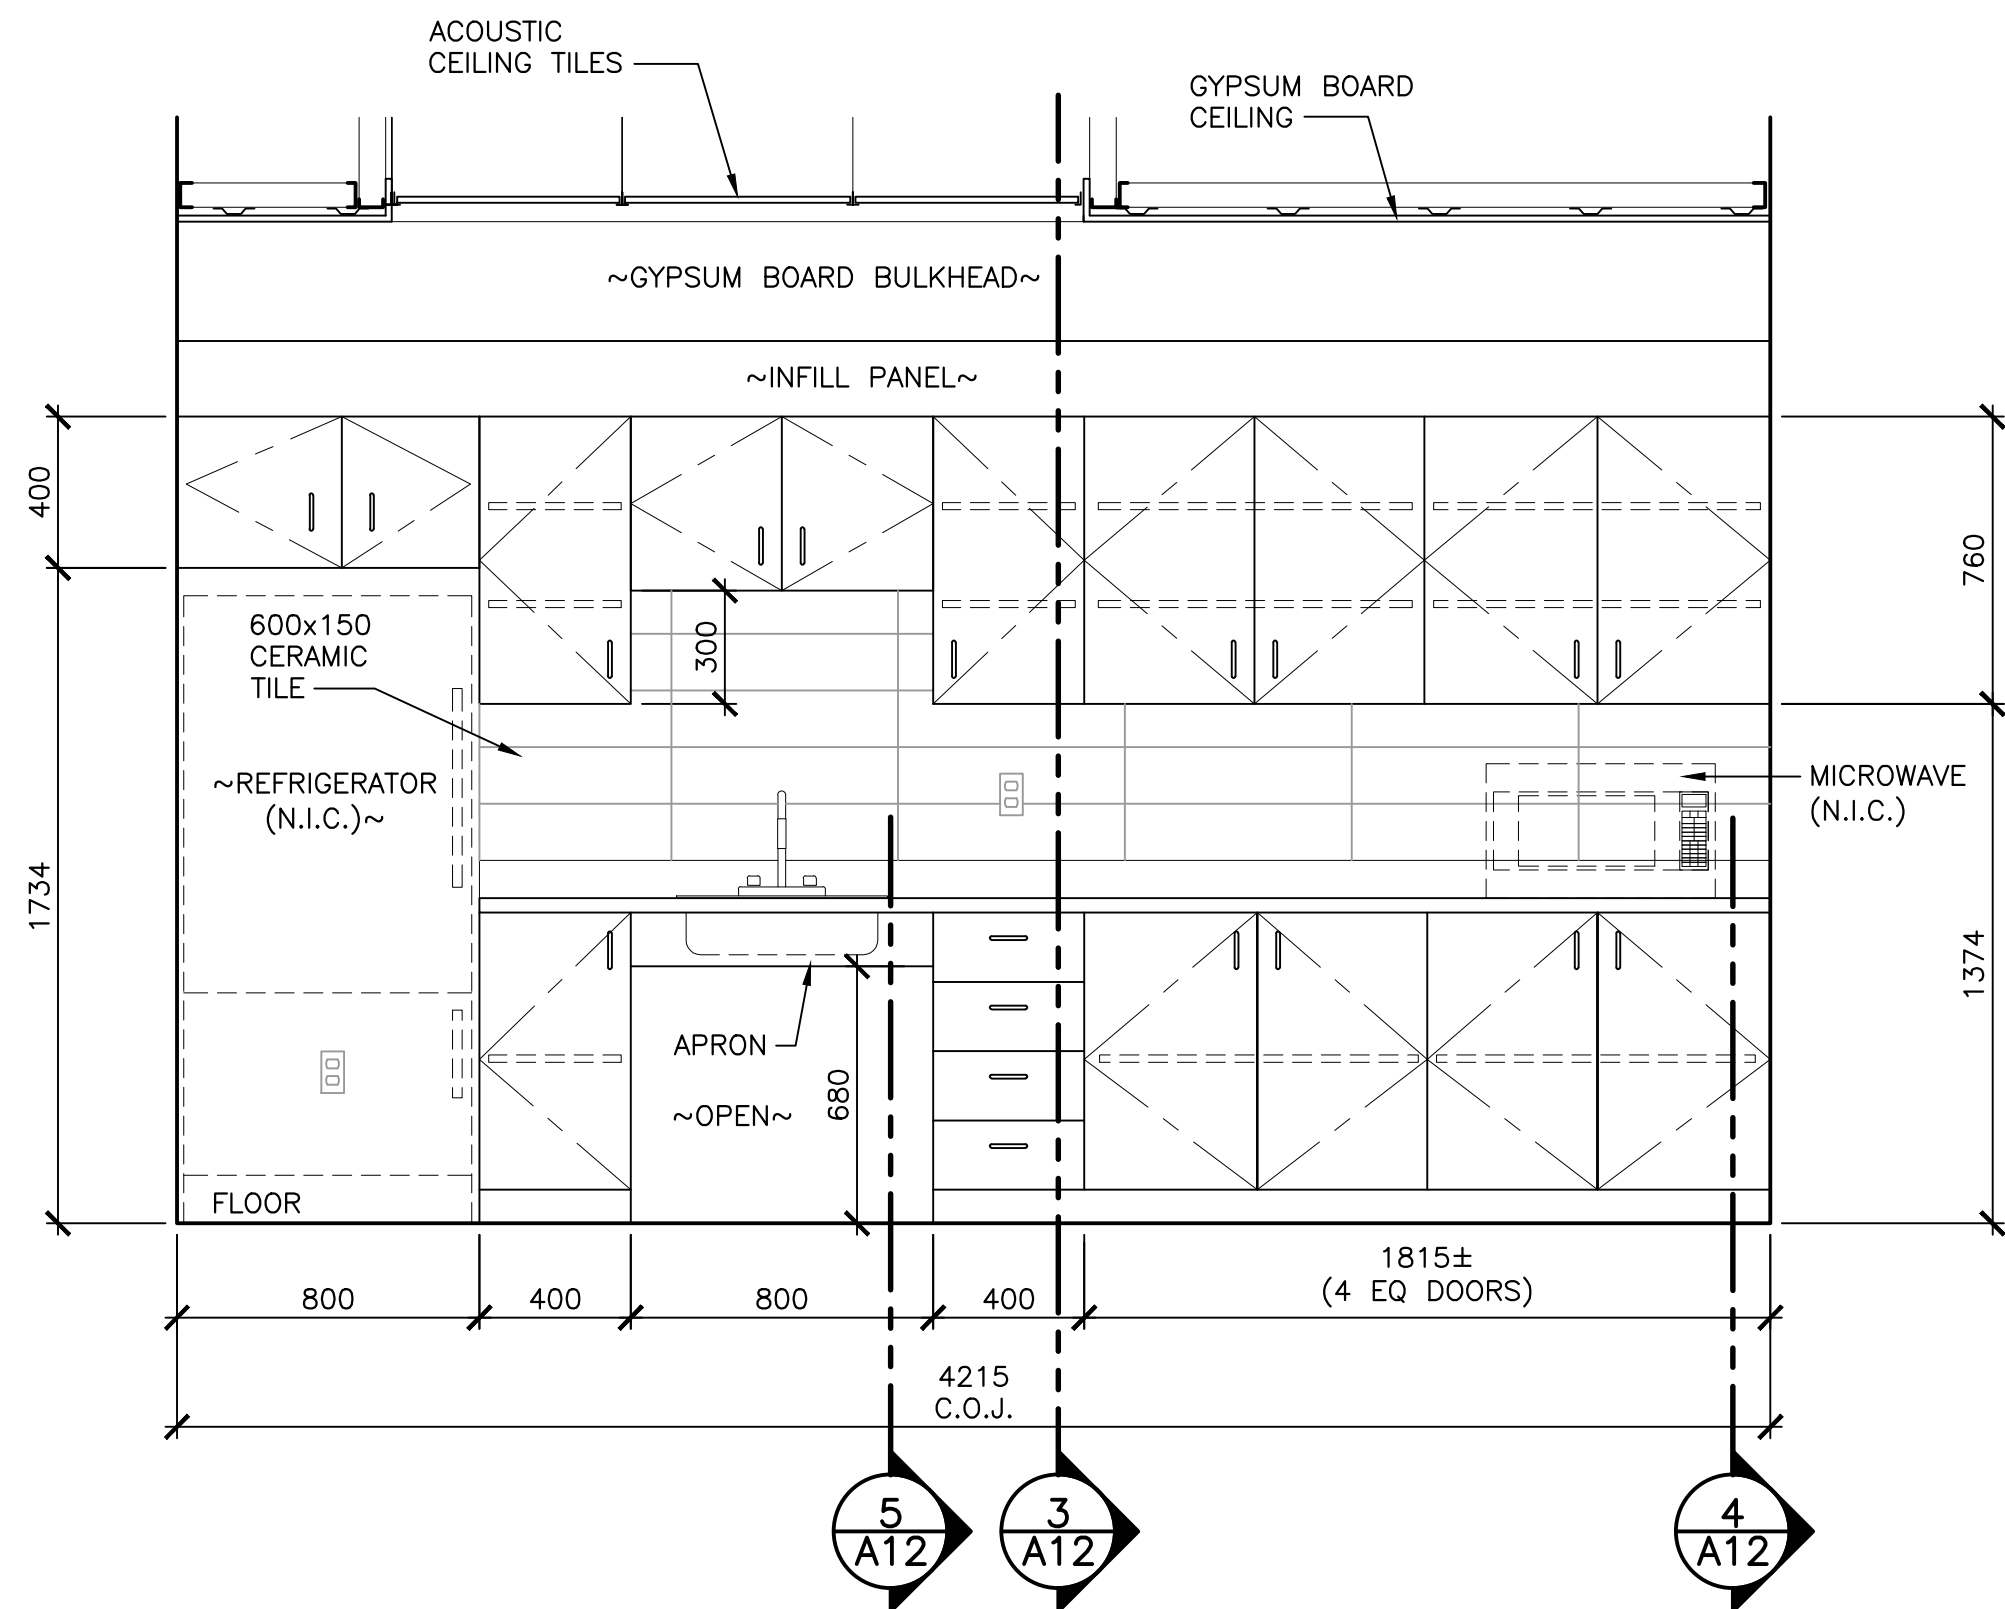 ACOUSTIC
CEILING TILES
GYPSUM BOARD
CEILING
~GYPSUM BOARD BULKHEAD~
~INFILL PANEL~
400
760
600x150
CERAMIC
TILE
300
~REFRIGERATOR
(N.I.C.)~
MICROWAVE
(N.I.C.)
1734
1374
APRON
680
~OPEN~
FLOOR
800
400
800
400
1815±
(4 EQ DOORS)
4215
C.O.J.
5
A12
3
A12
4
A12